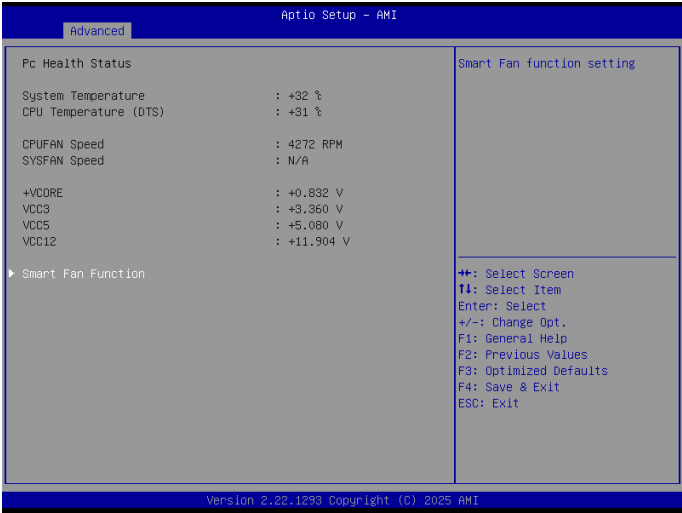 Aptio Setup – AMI
Advanced
Pc Health Status
Smart Fan function setting
System Temperature : +32 ℃
CPU Temperature (DTS) : +31 ℃
CPUFAN Speed : 4272 RPM
SYSFAN Speed : N/A
+VCORE : +0.832 V
VCC3 : +3.360 V
VCC5 : +5.080 V
VCC12 : +11.904 V
Smart Fan Function
→←: Select Screen
↑↓: Select Item
Enter: Select
+/-: Change Opt.
F1: General Help
F2: Previous Values
F3: Optimized Defaults
F4: Save & Exit
ESC: Exit
Version 2.22.1293 Copyright (C) 2025 AMI